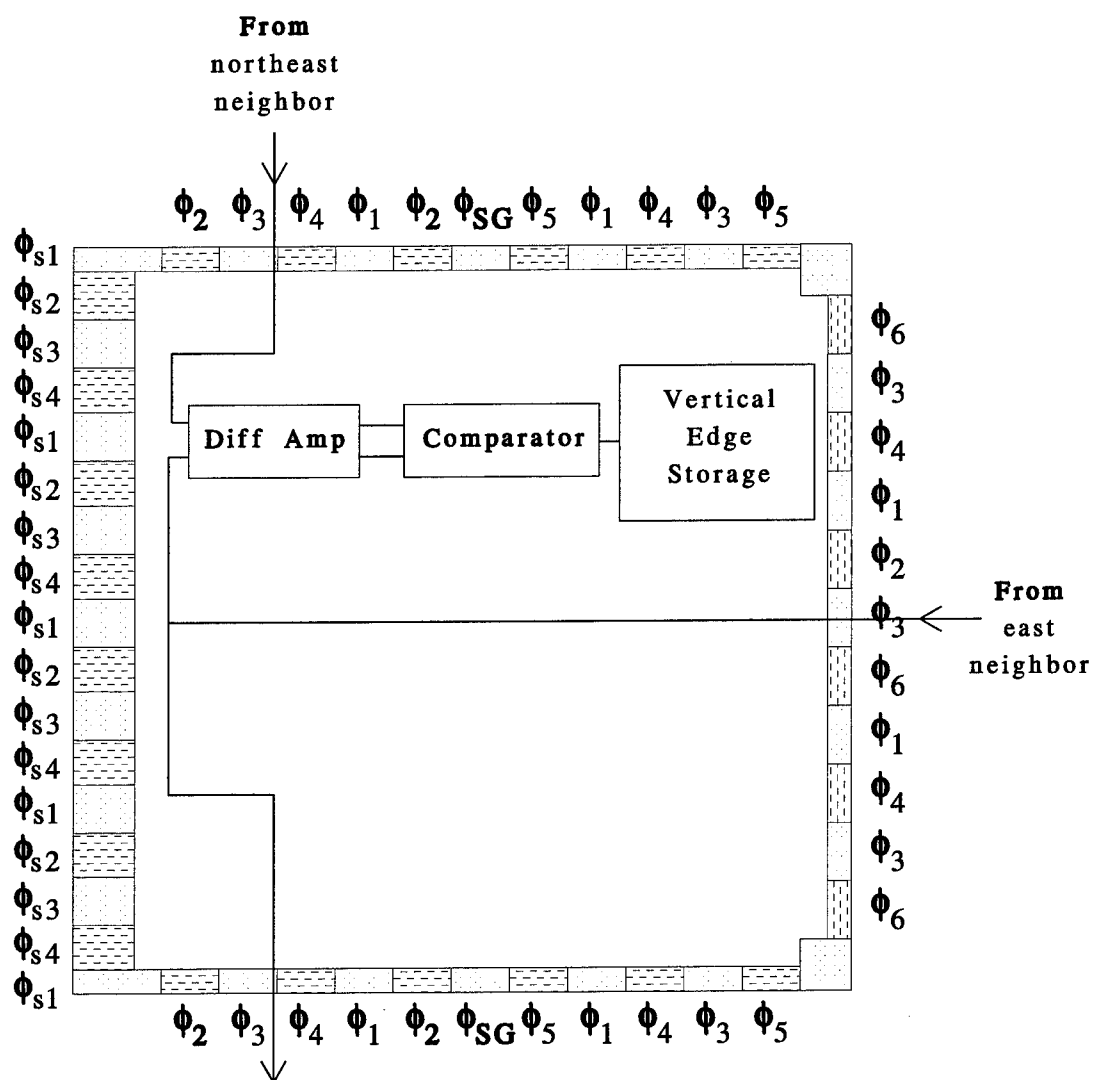 From
northeast
neighbor
ϕ2 ϕ3 ϕ4 ϕ1 ϕ2 ϕSG ϕ5 ϕ1 ϕ4 ϕ3 ϕ5
ϕs1
ϕs2
ϕs3
ϕs4
ϕs1
ϕs2
ϕs3
ϕs4
ϕs1
ϕs2
ϕs3
ϕs4
ϕs1
ϕs2
ϕs3
ϕs4
ϕs1
Diff Amp
Comparator
Vertical
Edge
Storage
ϕ6
ϕ3
ϕ4
ϕ1
ϕ2
ϕ3
ϕ6
ϕ1
ϕ4
ϕ3
ϕ6
From
east
neighbor
ϕ2 ϕ3 ϕ4 ϕ1 ϕ2 ϕSG ϕ5 ϕ1 ϕ4 ϕ3 ϕ5